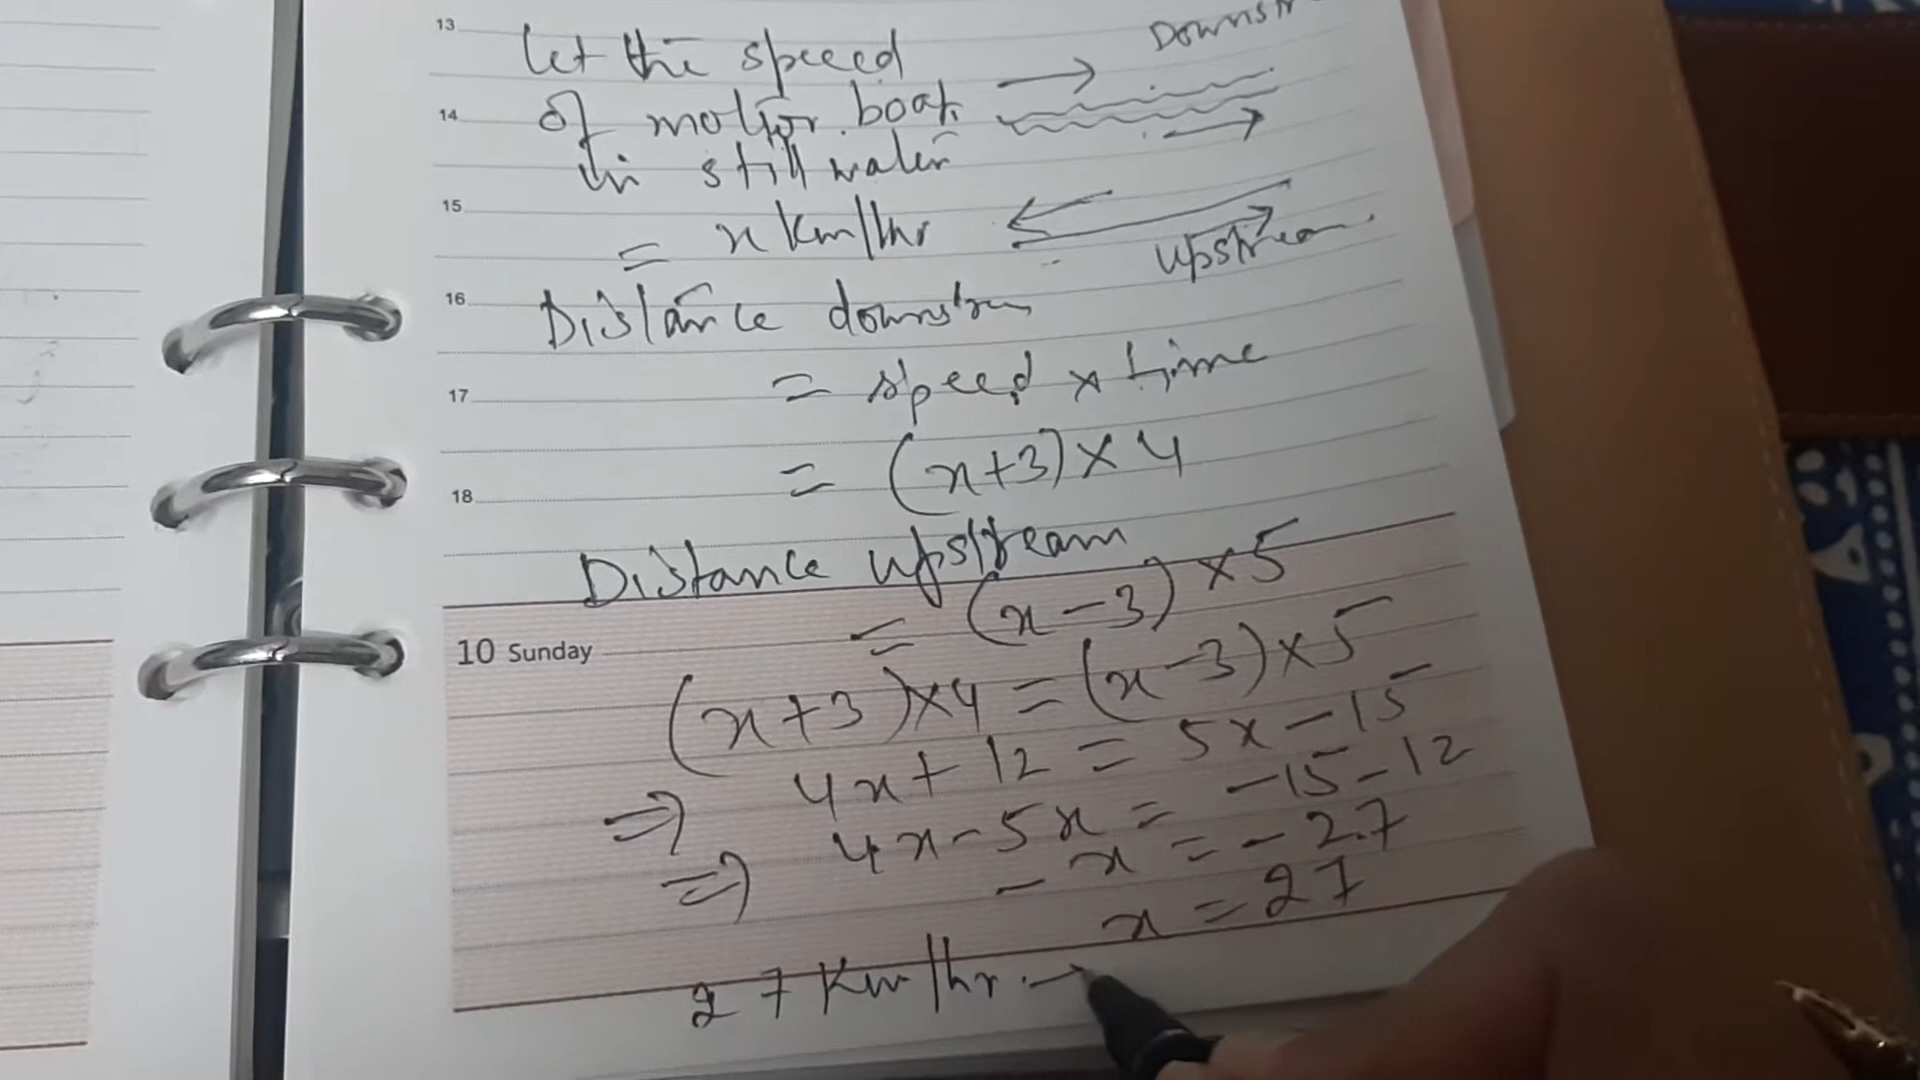 13
Let the speed
Downstr
14
of motor boat
in still water
15
= x km/hr
upstream
16
Distance downstrm
= speed x time
17
= (x+3) x 4
18
Distance upstream
= (x-3) x 5
10 Sunday
(x+3) x 4 = (x-3) x 5
⇒ 4x + 12 = 5x - 15
⇒ 4x - 5x = -15 - 12
- x = - 27
x = 27
27 Km/hr.